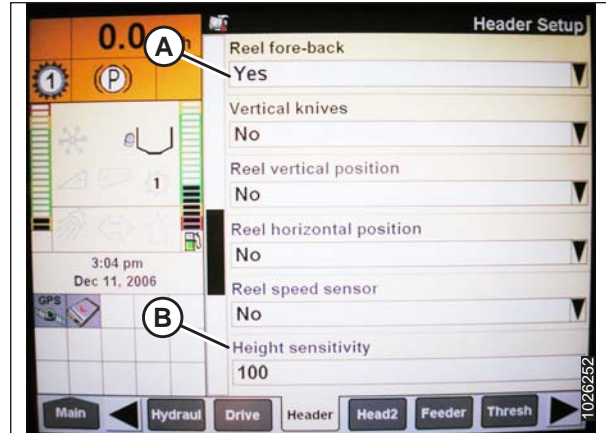 Header Setup
0.0
A
Reel fore-back
Yes
1
(P)
Vertical knives
No
Reel vertical position
No
1
Reel horizontal position
No
3:04 pm
Dec 11, 2006
Reel speed sensor
No
GPS
B
Height sensitivity
100
1026252
Main
Hydraul
Drive
Header
Head2
Feeder
Thresh